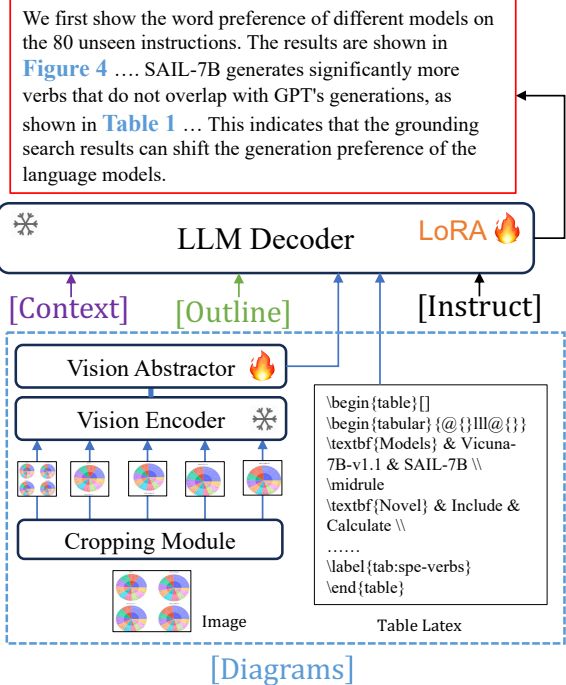 We first show the word preference of different models on
the 80 unseen instructions. The results are shown in
Figure 4 …. SAIL-7B generates significantly more
verbs that do not overlap with GPT's generations, as
shown in Table 1 … This indicates that the grounding
search results can shift the generation preference of the
language models.
LLM Decoder
LoRA
[Context]
[Outline]
[Instruct]
Vision Abstractor
Vision Encoder
Cropping Module
Image
\begin{table}[]
\begin{tabular}{@{}lll@{}}
\textbf{Models} & Vicuna-
7B-v1.1 & SAIL-7B \\
\midrule
\textbf{Novel} & Include &
Calculate \\
……
\label{tab:spe-verbs}
\end{table}
Table Latex
[Diagrams]